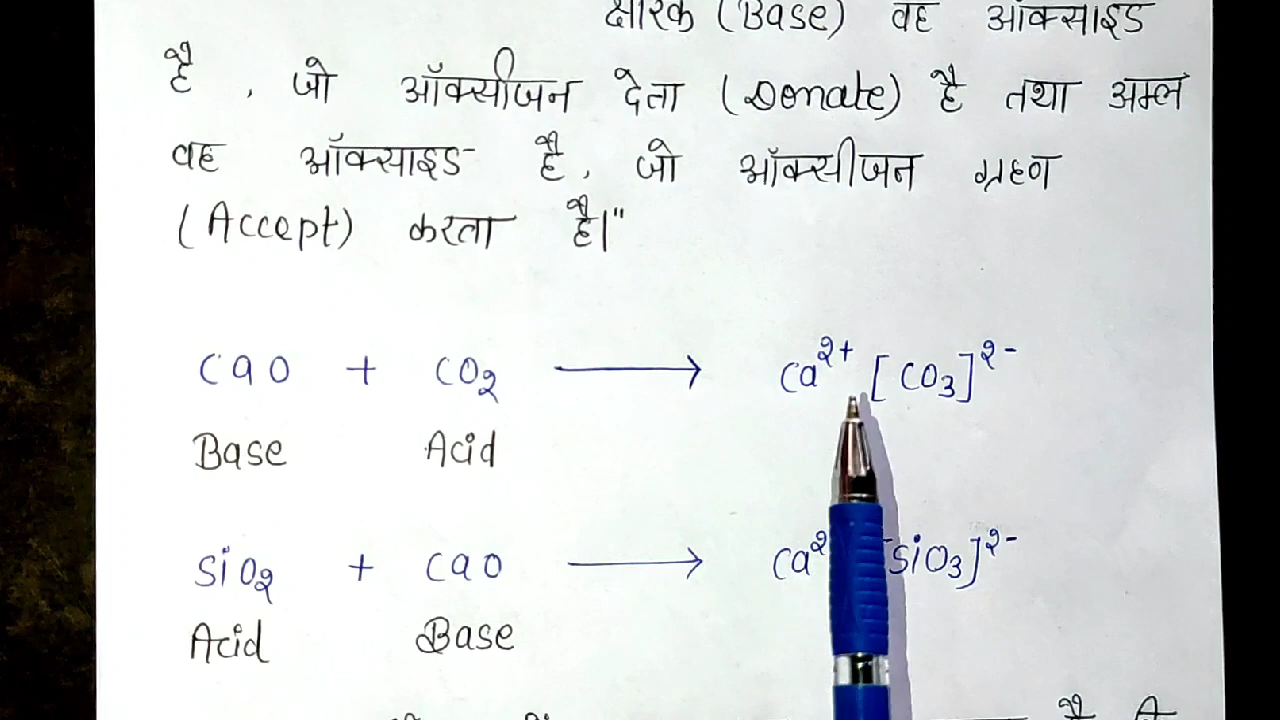 क्षारक (Base) वह ऑक्साइड
है, जो ऑक्सीजन देता (Donate) है तथा अम्ल
वह ऑक्साइड है, जो ऑक्सीजन ग्रहण
(Accept) करता है।"
CaO + CO₂ ⟶ Ca²⁺ [CO₃]²⁻
Base Acid
SiO₂ + CaO ⟶ Ca² SiO₃]²⁻
Acid Base
है